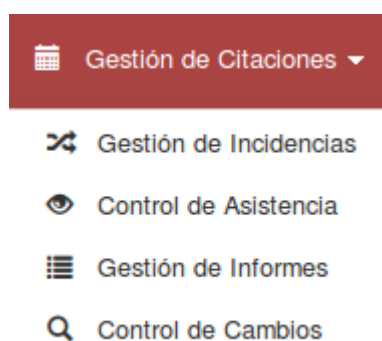 Gestión de Citaciones
Gestión de Incidencias
Control de Asistencia
Gestión de Informes
Control de Cambios